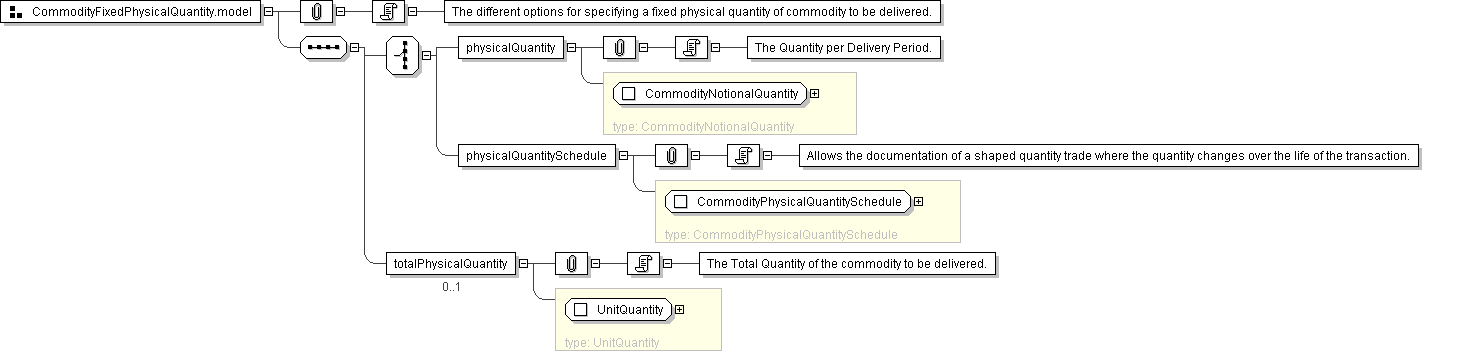 CommodityFixedPhysicalQuantity.model
The different options for specifying a fixed physical quantity of commodity to be delivered.
physicalQuantity
The Quantity per Delivery Period.
CommodityNotionalQuantity
type: CommodityNotionalQuantity
physicalQuantitySchedule
Allows the documentation of a shaped quantity trade where the quantity changes over the life of the transaction.
CommodityPhysicalQuantitySchedule
type: CommodityPhysicalQuantitySchedule
totalPhysicalQuantity
The Total Quantity of the commodity to be delivered.
0..1
UnitQuantity
type: UnitQuantity